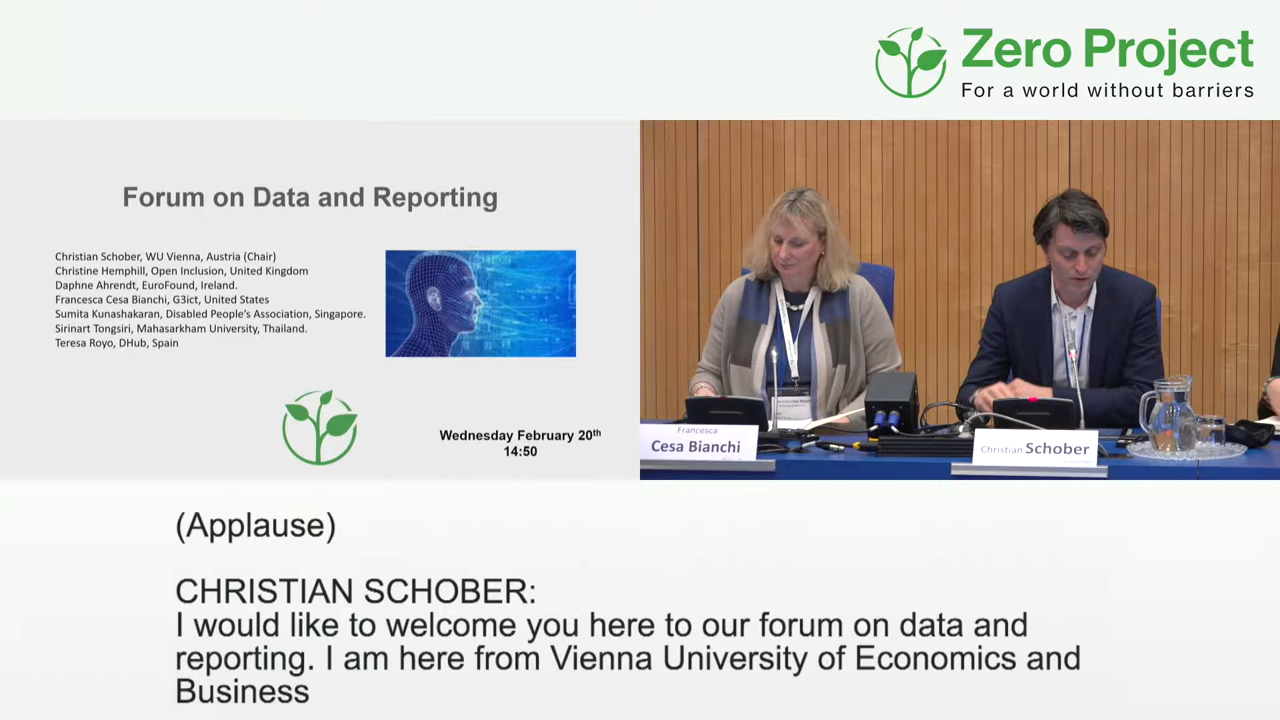 Zero Project
For a world without barriers
Forum on Data and Reporting
Christian Schober, WU Vienna, Austria (Chair)
Christine Hemphill, Open Inclusion, United Kingdom
Daphne Ahrendt, EuroFound, Ireland.
Francesca Cesa Bianchi, G3ict, United States
Sumita Kunashakaran, Disabled People's Association, Singapore.
Sirinart Tongsiri, Mahasarkham University, Thailand.
Teresa Royo, DHub, Spain
Wednesday February 20th
14:50
Francesca
Cesa Bianchi
Christian Schober
(Applause)
CHRISTIAN SCHOBER:
I would like to welcome you here to our forum on data and
reporting. I am here from Vienna University of Economics and
Business